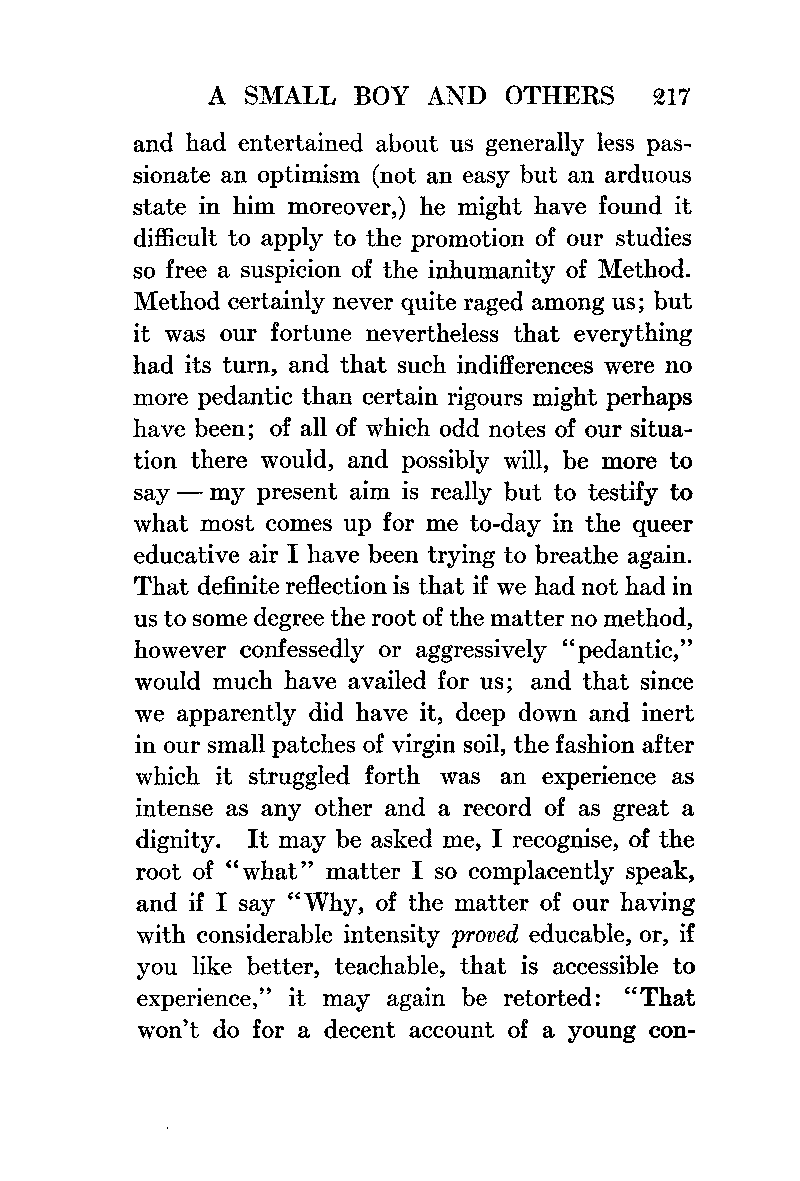 A SMALL BOY AND OTHERS 217
and had entertained about us generally less pas-
sionate an optimism (not an easy but an arduous
state in him moreover,) he might have found it
difficult to apply to the promotion of our studies
so free a suspicion of the inhumanity of Method.
Method certainly never quite raged among us; but
it was our fortune nevertheless that everything
had its turn, and that such indifferences were no
more pedantic than certain rigours might perhaps
have been; of all of which odd notes of our situa-
tion there would, and possibly will, be more to
say — my present aim is really but to testify to
what most comes up for me to-day in the queer
educative air I have been trying to breathe again.
That definite reflection is that if we had not had in
us to some degree the root of the matter no method,
however confessedly or aggressively “pedantic,”
would much have availed for us; and that since
we apparently did have it, deep down and inert
in our small patches of virgin soil, the fashion after
which it struggled forth was an experience as
intense as any other and a record of as great a
dignity. It may be asked me, I recognise, of the
root of “what” matter I so complacently speak,
and if I say “Why, of the matter of our having
with considerable intensity proved educable, or, if
you like better, teachable, that is accessible to
experience,” it may again be retorted: “That
won’t do for a decent account of a young con-